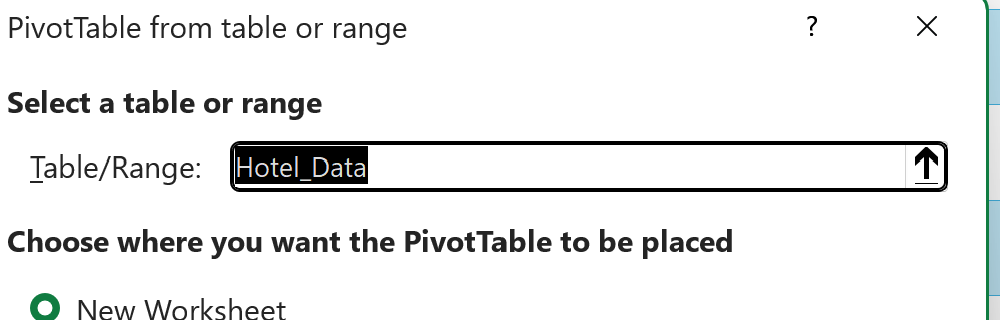 PivotTable from table or range ?
Select a table or range
Table/Range: Hotel_Data
Choose where you want the PivotTable to be placed
New Worksheet